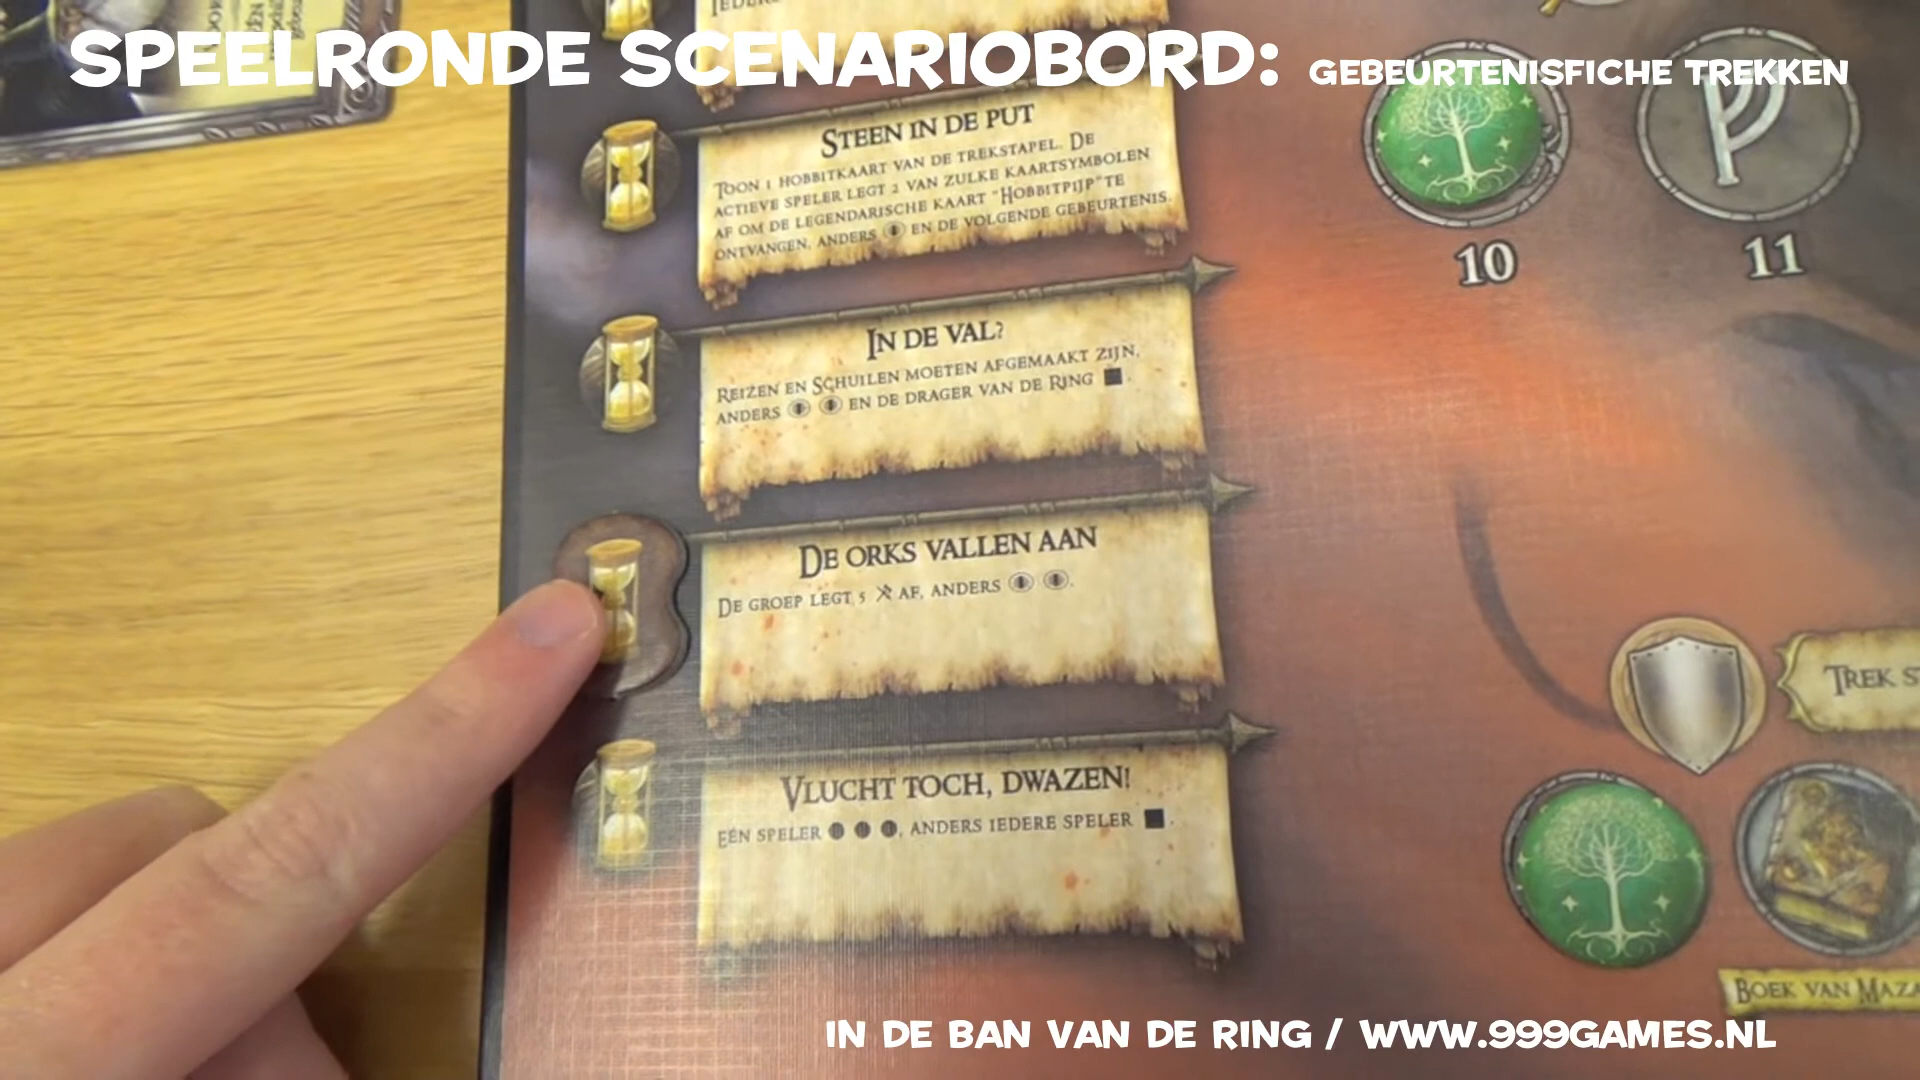 SPEELRONDE SCENARIOBORD: GEBEURTENISFICHE TREKKEN
STEEN IN DE PUT
TOON 1 HOBBITKAART VAN DE TREKSTAPEL. DE
ACTIEVE SPELER LEGT 2 VAN ZULKE KAARTSYMBOLEN
AF OM DE LEGENDARISCHE KAART "HOBBITPIJP" TE
ONTVANGEN, ANDERS EN DE VOLGENDE GEBEURTENIS.
10
11
IN DE VAL?
REIZEN EN SCHUILEN MOETEN AFGEMAAKT ZIJN,
ANDERS EN DE DRAGER VAN DE RING .
DE ORKS VALLEN AAN
DE GROEP LEGT 5 AF, ANDERS .
TREK
VLUCHT TOCH, DWAZEN!
EÉN SPELER , ANDERS IEDERE SPELER .
BOEK VAN
IN DE BAN VAN DE RING / WWW.999GAMES.NL